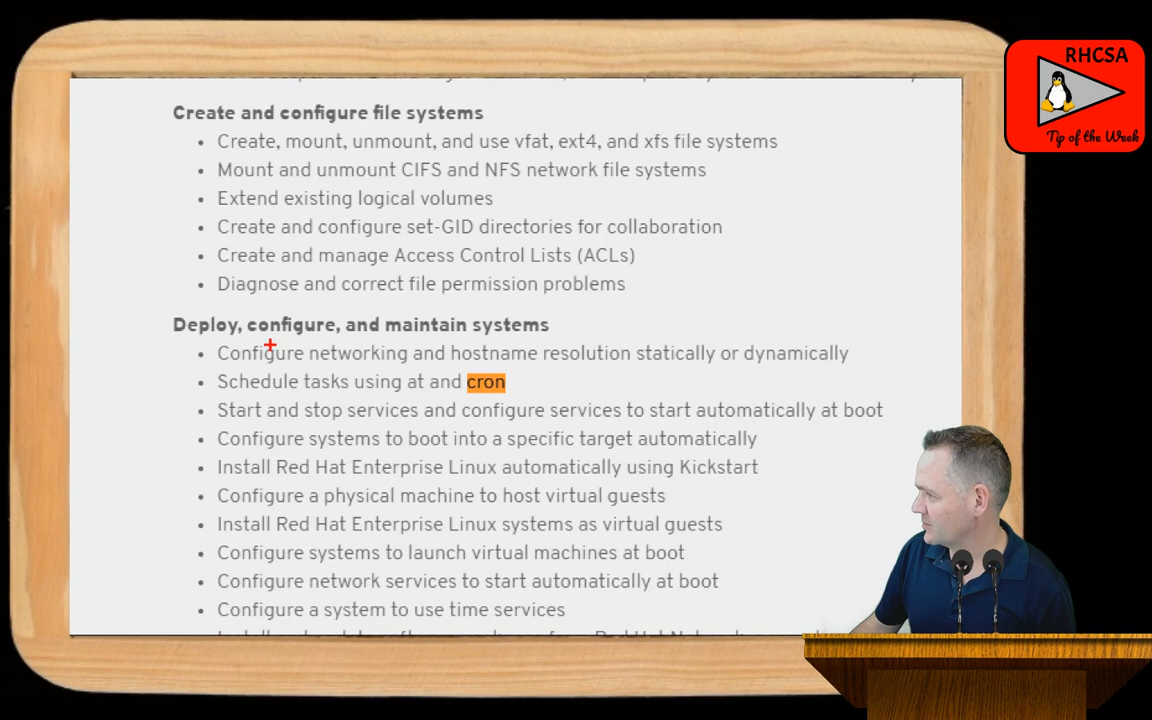 RHCSA
Tip of the Week
Create and configure file systems
• Create, mount, unmount, and use vfat, ext4, and xfs file systems
• Mount and unmount CIFS and NFS network file systems
• Extend existing logical volumes
• Create and configure set-GID directories for collaboration
• Create and manage Access Control Lists (ACLs)
• Diagnose and correct file permission problems
Deploy, configure, and maintain systems
• Configure networking and hostname resolution statically or dynamically
• Schedule tasks using at and cron
• Start and stop services and configure services to start automatically at boot
• Configure systems to boot into a specific target automatically
• Install Red Hat Enterprise Linux automatically using Kickstart
• Configure a physical machine to host virtual guests
• Install Red Hat Enterprise Linux systems as virtual guests
• Configure systems to launch virtual machines at boot
• Configure network services to start automatically at boot
• Configure a system to use time services